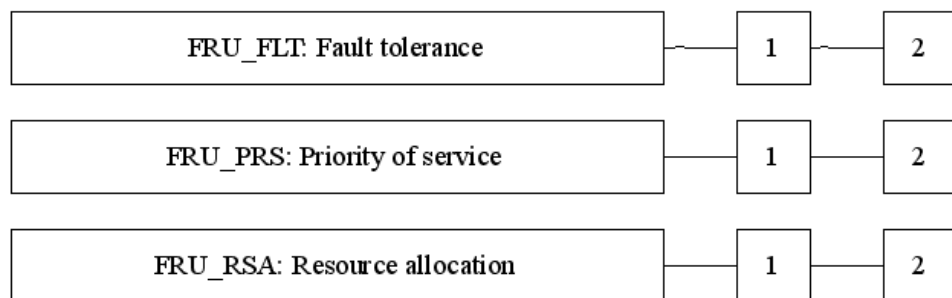 FRU_FLT: Fault tolerance 1 2
FRU_PRS: Priority of service 1 2
FRU_RSA: Resource allocation 1 2